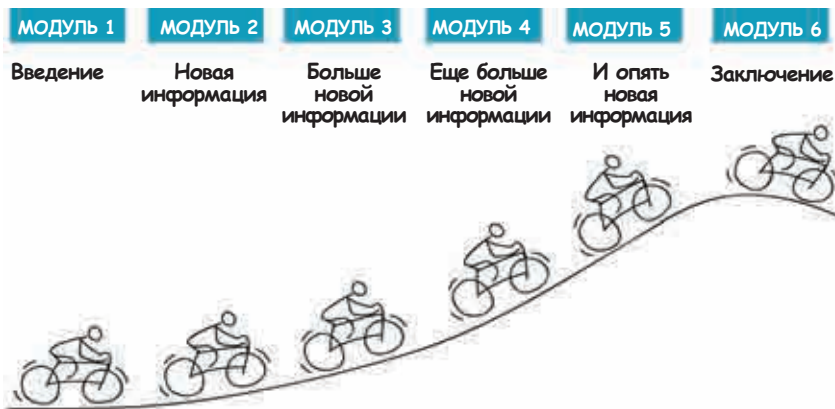 МОДУЛЬ 1
МОДУЛЬ 2
МОДУЛЬ 3
МОДУЛЬ 4
МОДУЛЬ 5
МОДУЛЬ 6
Введение
Новая
информация
Больше
новой
информации
Еще больше
новой
информации
И опять
новая
информация
Заключение